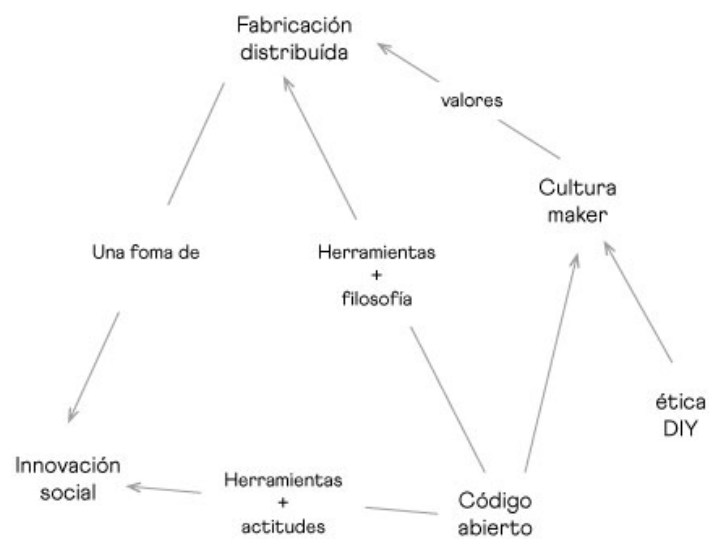 Fabricación
distribuída
valores
Cultura
maker
Una foma de
Herramientas
+
filosofía
ética
DIY
Innovación
social
Herramientas
+
actitudes
Código
abierto